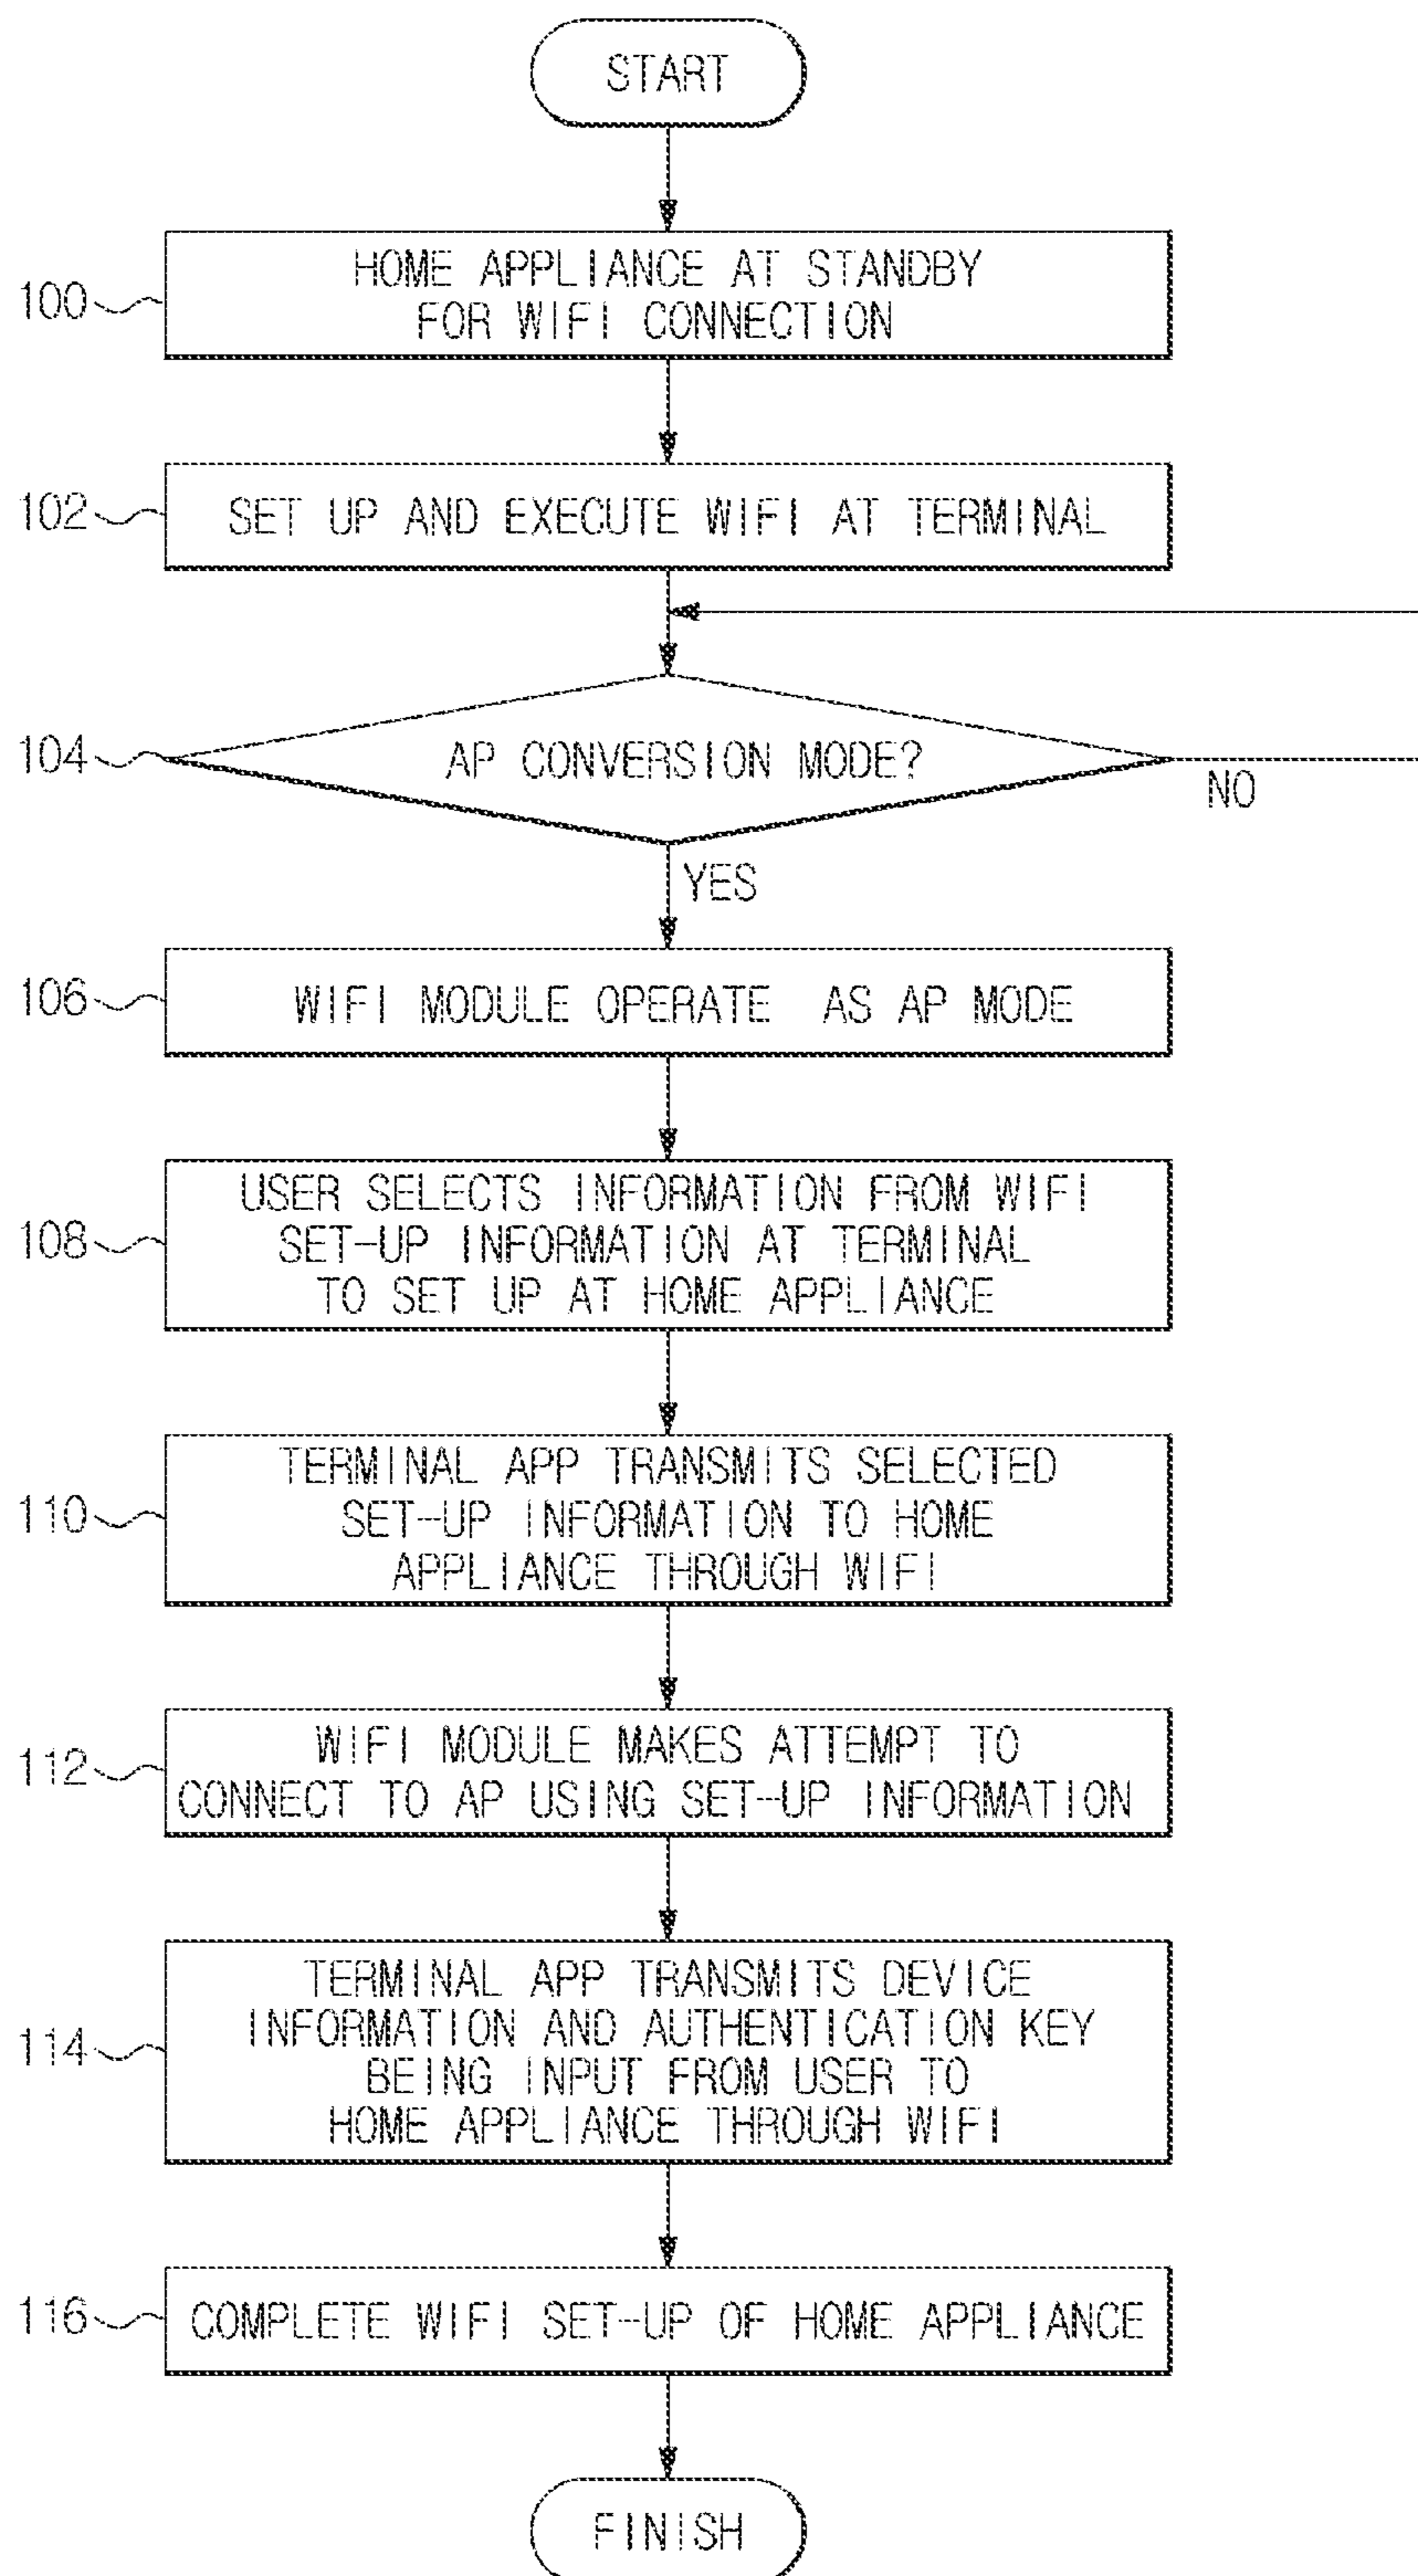 START
HOME APPLIANCE AT STANDBY
FOR WIFI CONNECTION
100
SET UP AND EXECUTE WIFI AT TERMINAL
102
AP CONVERSION MODE?
104
NO
YES
WIFI MODULE OPERATE AS AP MODE
106
USER SELECTS INFORMATION FROM WIFI
SET-UP INFORMATION AT TERMINAL
TO SET UP AT HOME APPLIANCE
108
TERMINAL APP TRANSMITS SELECTED
SET-UP INFORMATION TO HOME
APPLIANCE THROUGH WIFI
110
WIFI MODULE MAKES ATTEMPT TO
CONNECT TO AP USING SET-UP INFORMATION
112
TERMINAL APP TRANSMITS DEVICE
INFORMATION AND AUTHENTICATION KEY
BEING INPUT FROM USER TO
HOME APPLIANCE THROUGH WIFI
114
COMPLETE WIFI SET-UP OF HOME APPLIANCE
116
FINISH